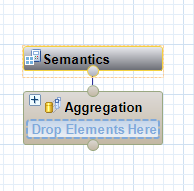 Semantics
Aggregation
Drop Elements Here